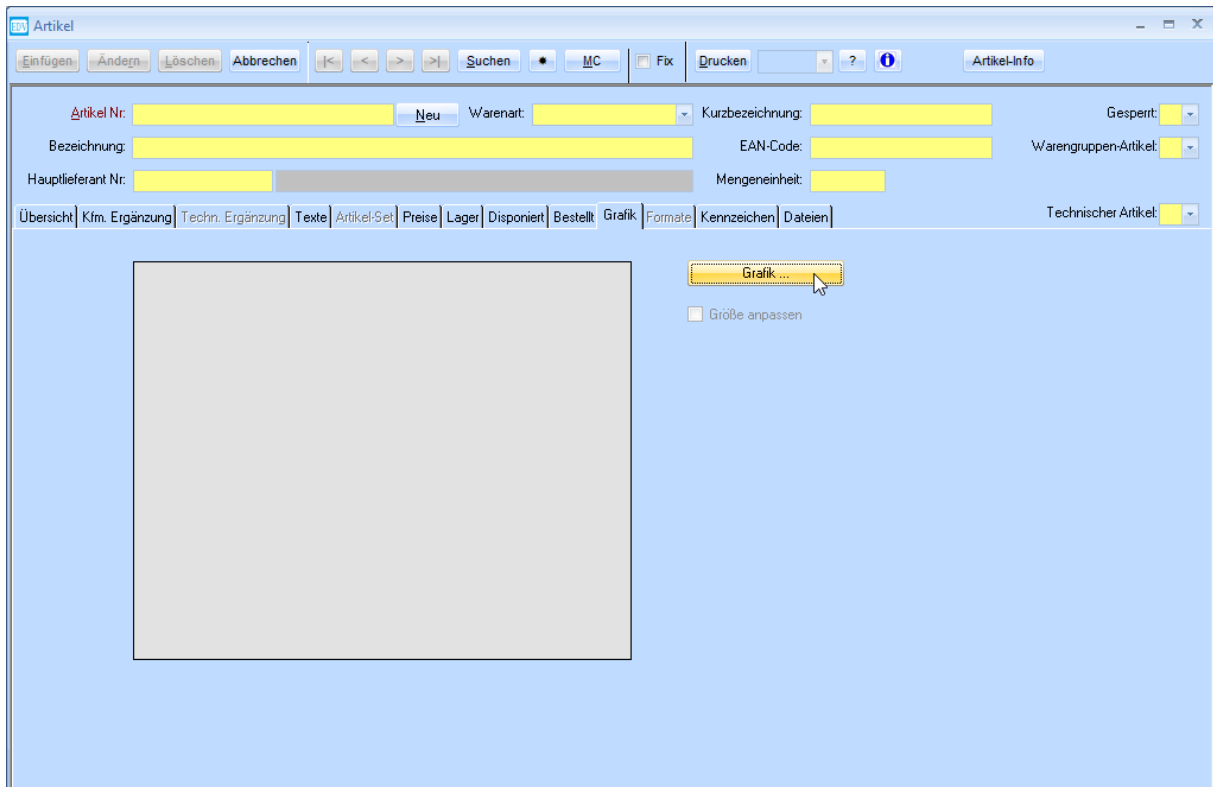 EDV Artikel
Einfügen Ändern Löschen Abbrechen |< < > >| Suchen * MC Fix Drucken ? i Artikel-Info
Artikel Nr: Neu Warenart: Kurzbezeichnung: Gesperrt:
Bezeichnung: EAN-Code: Warengruppen-Artikel:
Hauptlieferant Nr: Mengeneinheit:
Übersicht Kfm. Ergänzung Techn. Ergänzung Texte Artikel-Set Preise Lager Disponiert Bestellt Grafik Formate Kennzeichen Dateien Technischer Artikel:
Grafik ...
Größe anpassen